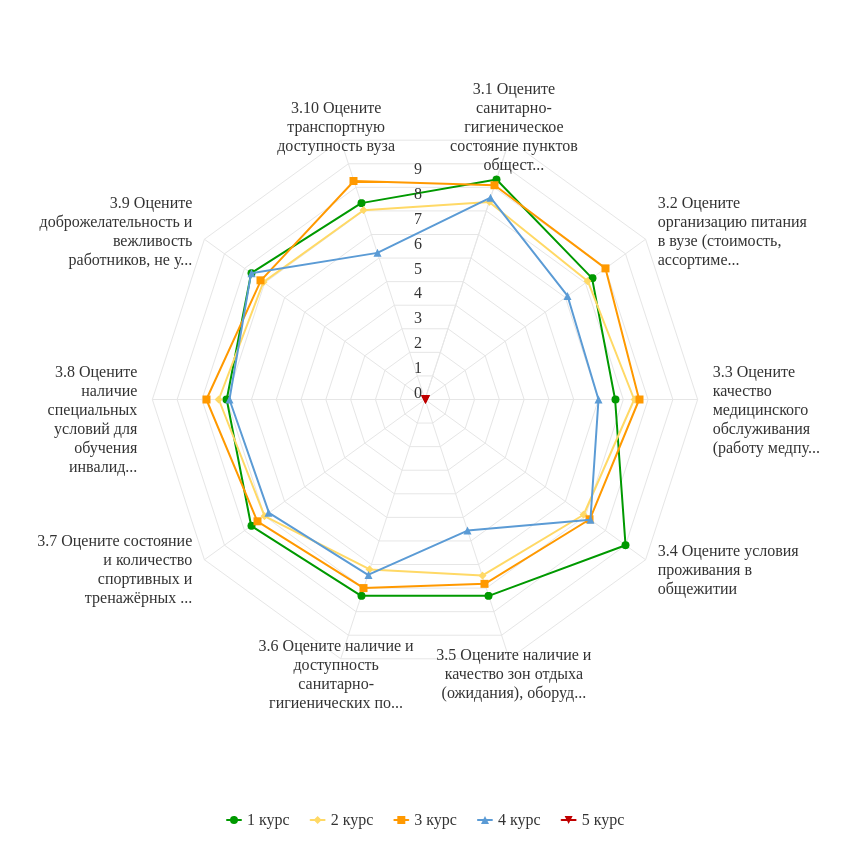 3.1 Оцените
санитарно-
гигиеническое
состояние пунктов
общест...
3.10 Оцените
транспортную
доступность вуза
3.2 Оцените
организацию питания
в вузе (стоимость,
ассортиме...
3.9 Оцените
доброжелательность и
вежливость
работников, не у...
9
8
7
6
5
4
3
2
1
0
3.3 Оцените
качество
медицинского
обслуживания
(работу медпу...
3.8 Оцените
наличие
специальных
условий для
обучения
инвалид...
3.4 Оцените условия
проживания в
общежитии
3.7 Оцените состояние
и количество
спортивных и
тренажёрных ...
3.5 Оцените наличие и
качество зон отдыха
(ожидания), оборуд...
3.6 Оцените наличие и
доступность
санитарно-
гигиенических по...
1 курс 2 курс 3 курс 4 курс 5 курс